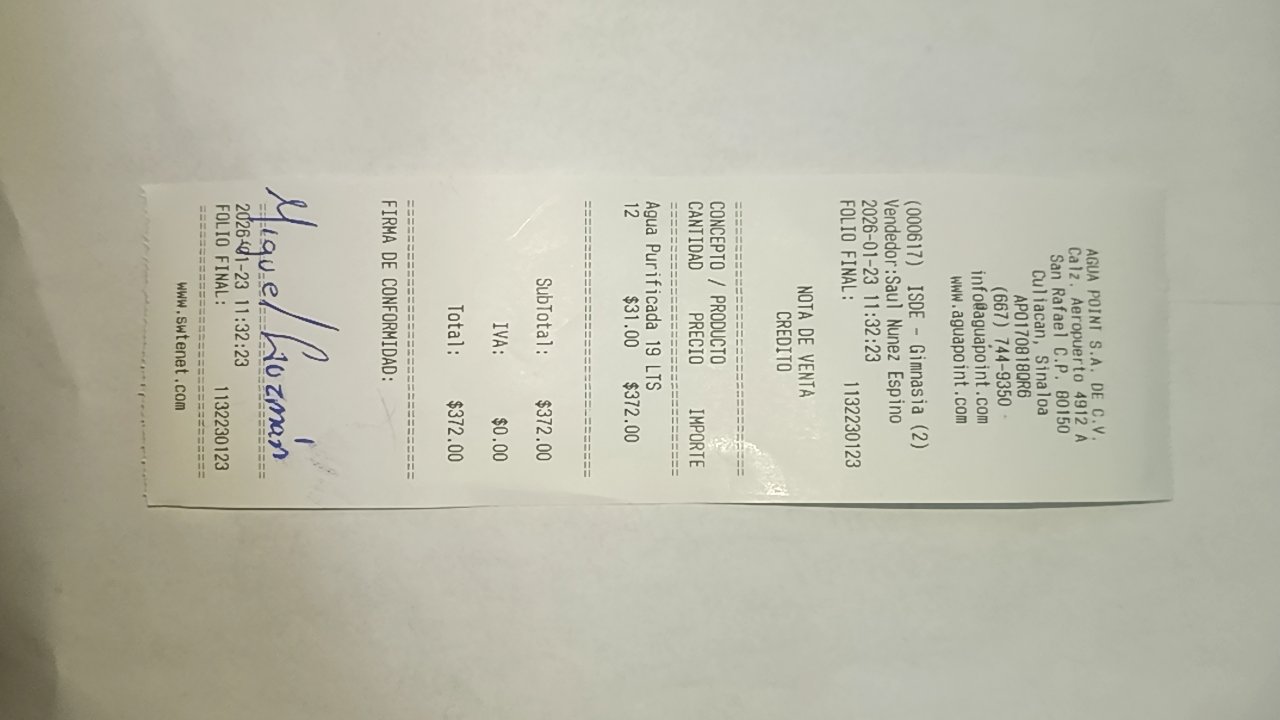 AGUA POINT S.A. DE C.V.
Calz. Aeropuerto 4912 A
San Rafael C.P. 80150
Culiacan, Sinaloa
APO170818QR6
(667) 744-9350
info@aguapoint.com
www.aguapoint.com
(000617) ISDE - Gimnasia (2)
Vendedor:Saul Nunez Espino
2026-01-23 11:32:23
FOLIO FINAL: 1132230123
NOTA DE VENTA
CREDITO
CONCEPTO / PRODUCTO
CANTIDAD PRECIO IMPORTE
Agua Purificada 19 LTS
12 $31.00 $372.00
SubTotal: $372.00
IVA: $0.00
Total: $372.00
FIRMA DE CONFORMIDAD:
Miguel Guzmán
2026-01-23 11:32:23
FOLIO FINAL: 1132230123
www.swtenet.com